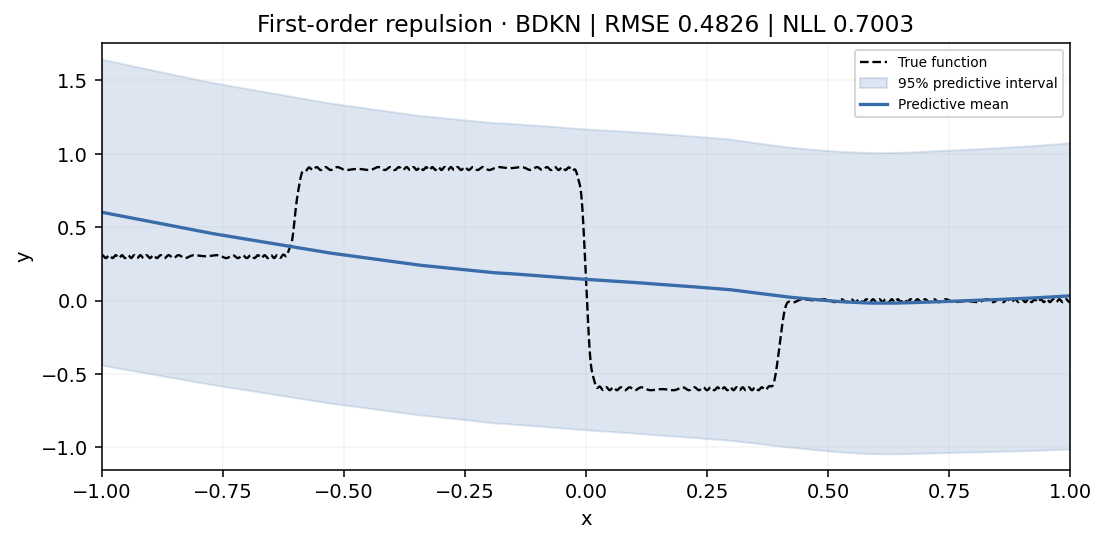 First-order repulsion · BDKN | RMSE 0.4826 | NLL 0.7003
True function
95% predictive interval
Predictive mean
y
1.5
1.0
0.5
0.0
−0.5
−1.0
−1.00 −0.75 −0.50 −0.25 0.00 0.25 0.50 0.75 1.00
x